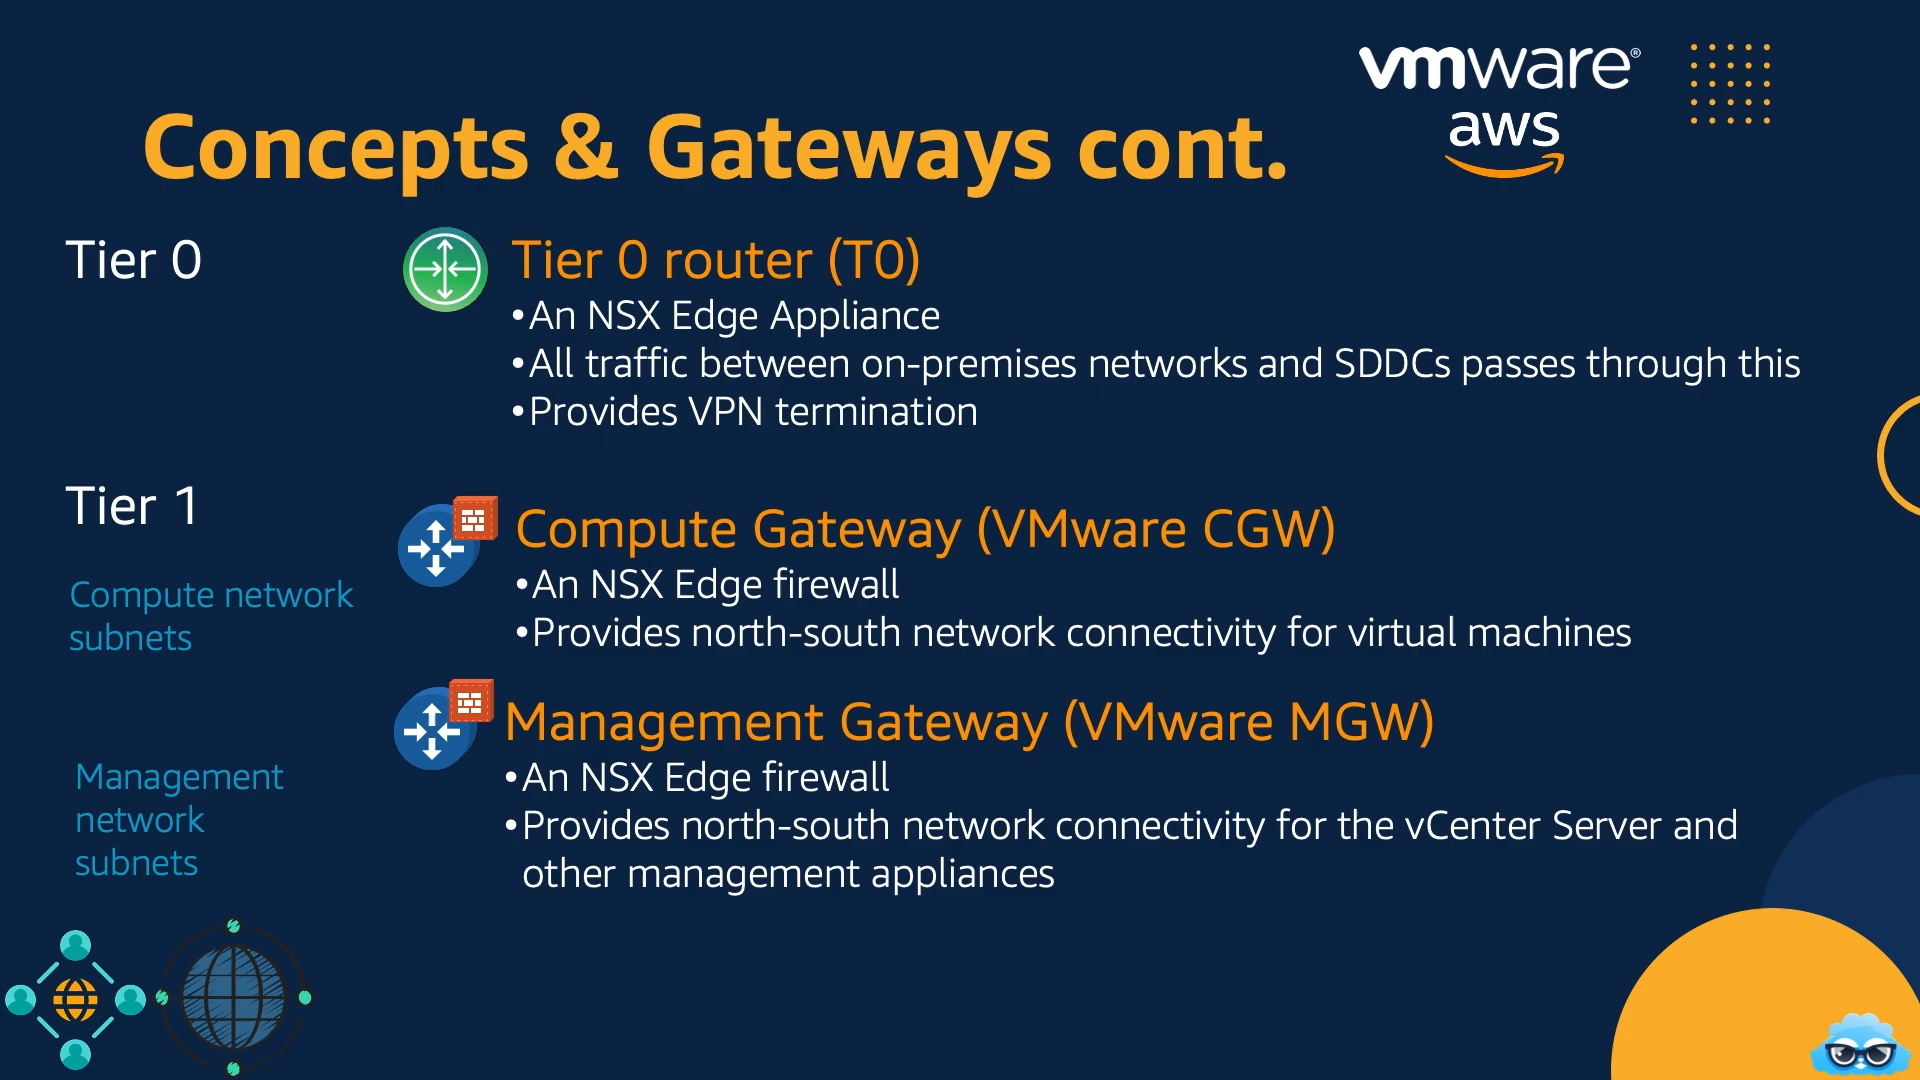 vmware®
aws
Concepts & Gateways cont.
Tier 0
Tier 0 router (T0)
•An NSX Edge Appliance
•All traffic between on-premises networks and SDDCs passes through this
•Provides VPN termination
Tier 1
Compute network
subnets
Compute Gateway (VMware CGW)
•An NSX Edge firewall
•Provides north-south network connectivity for virtual machines
Management
network
subnets
Management Gateway (VMware MGW)
•An NSX Edge firewall
•Provides north-south network connectivity for the vCenter Server and
other management appliances